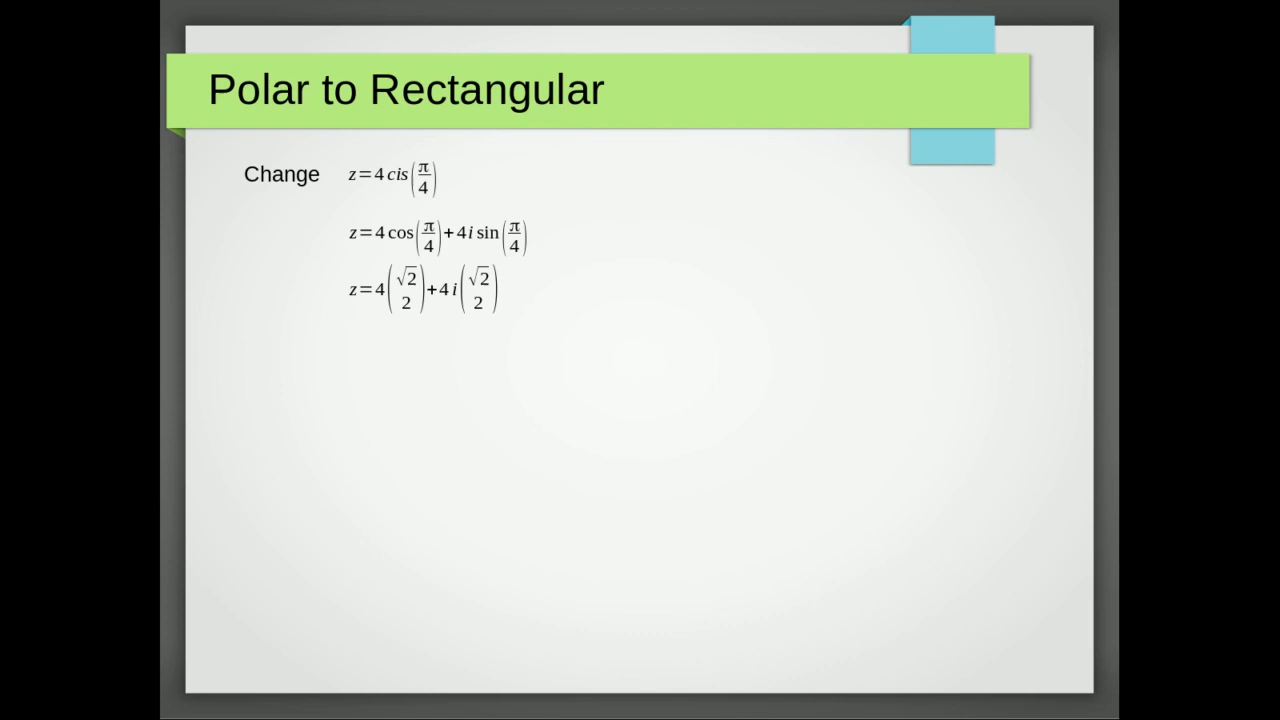 Polar to Rectangular
Change z=4 cis(π/4)
z=4 cos(π/4)+4i sin(π/4)
z=4(√2 2)+4i(√2 2)